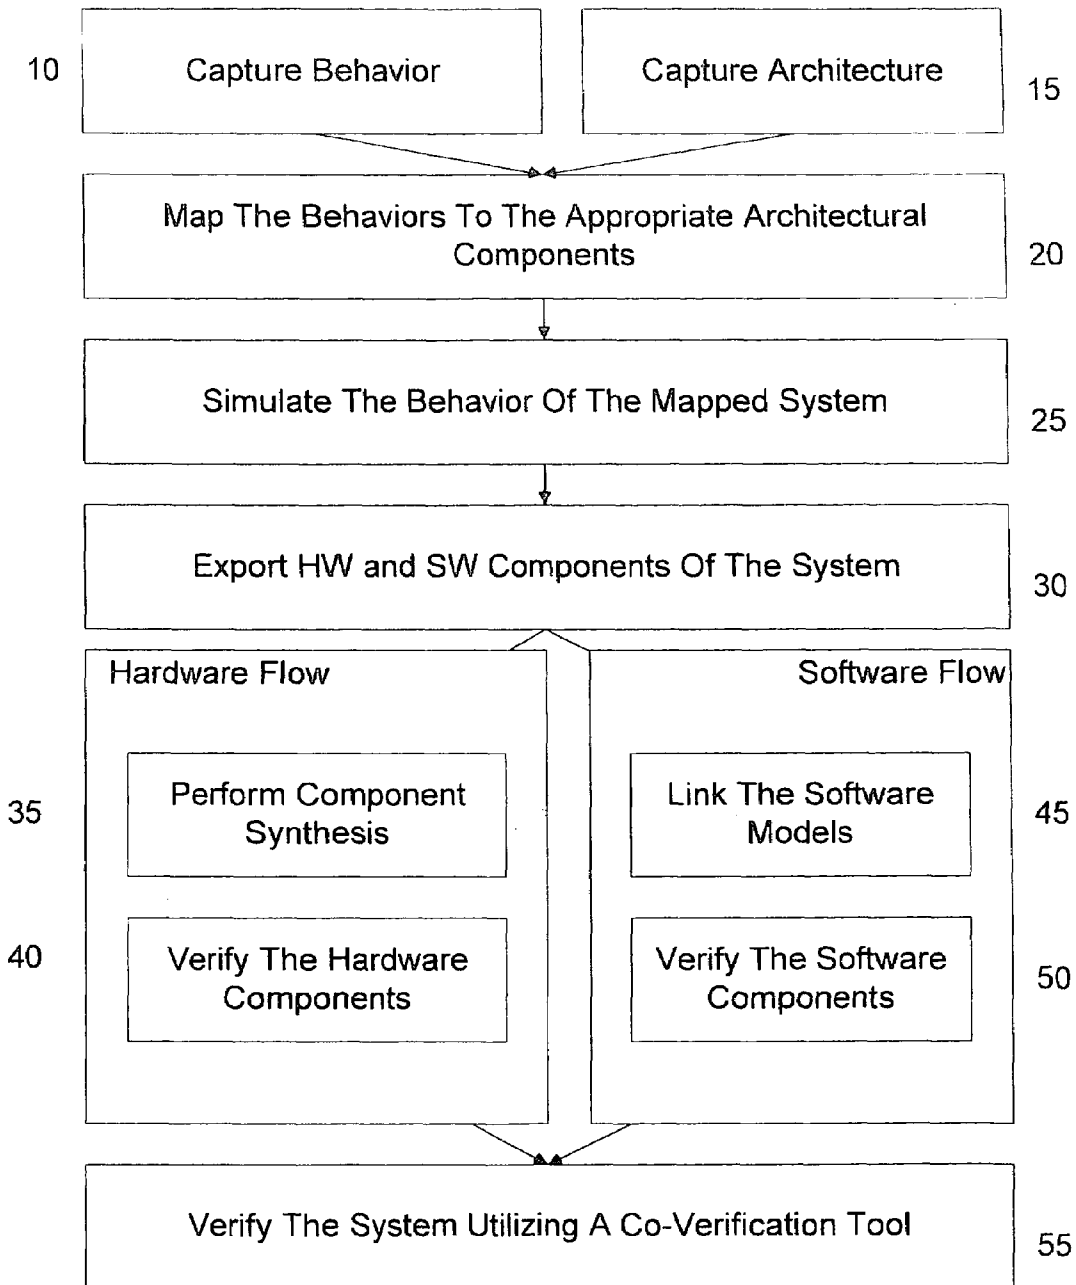 10
Capture Behavior
Capture Architecture
15
Map The Behaviors To The Appropriate Architectural
Components
20
Simulate The Behavior Of The Mapped System
25
Export HW and SW Components Of The System
30
Hardware Flow
Software Flow
35
Perform Component
Synthesis
Link The Software
Models
45
40
Verify The Hardware
Components
Verify The Software
Components
50
Verify The System Utilizing A Co-Verification Tool
55